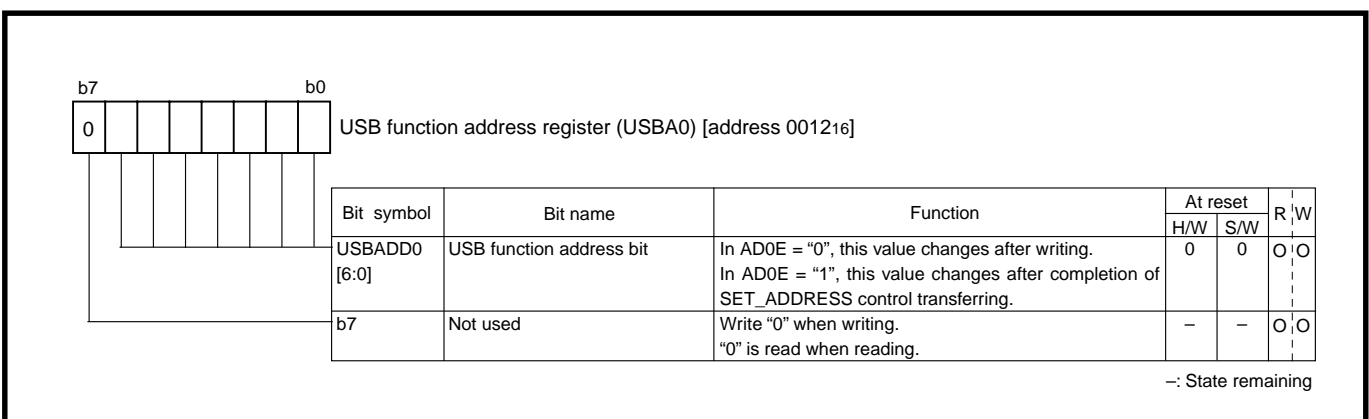 b7 b0
0 USB function address register (USBA0) [address 001216]
Bit symbol Bit name Function At reset R W
H/W S/W
USBADD0 USB function address bit In AD0E = “0”, this value changes after writing. 0 0 O O
[6:0] In AD0E = “1”, this value changes after completion of
SET_ADDRESS control transferring.
b7 Not used Write “0” when writing. – – O O
“0” is read when reading.
–: State remaining